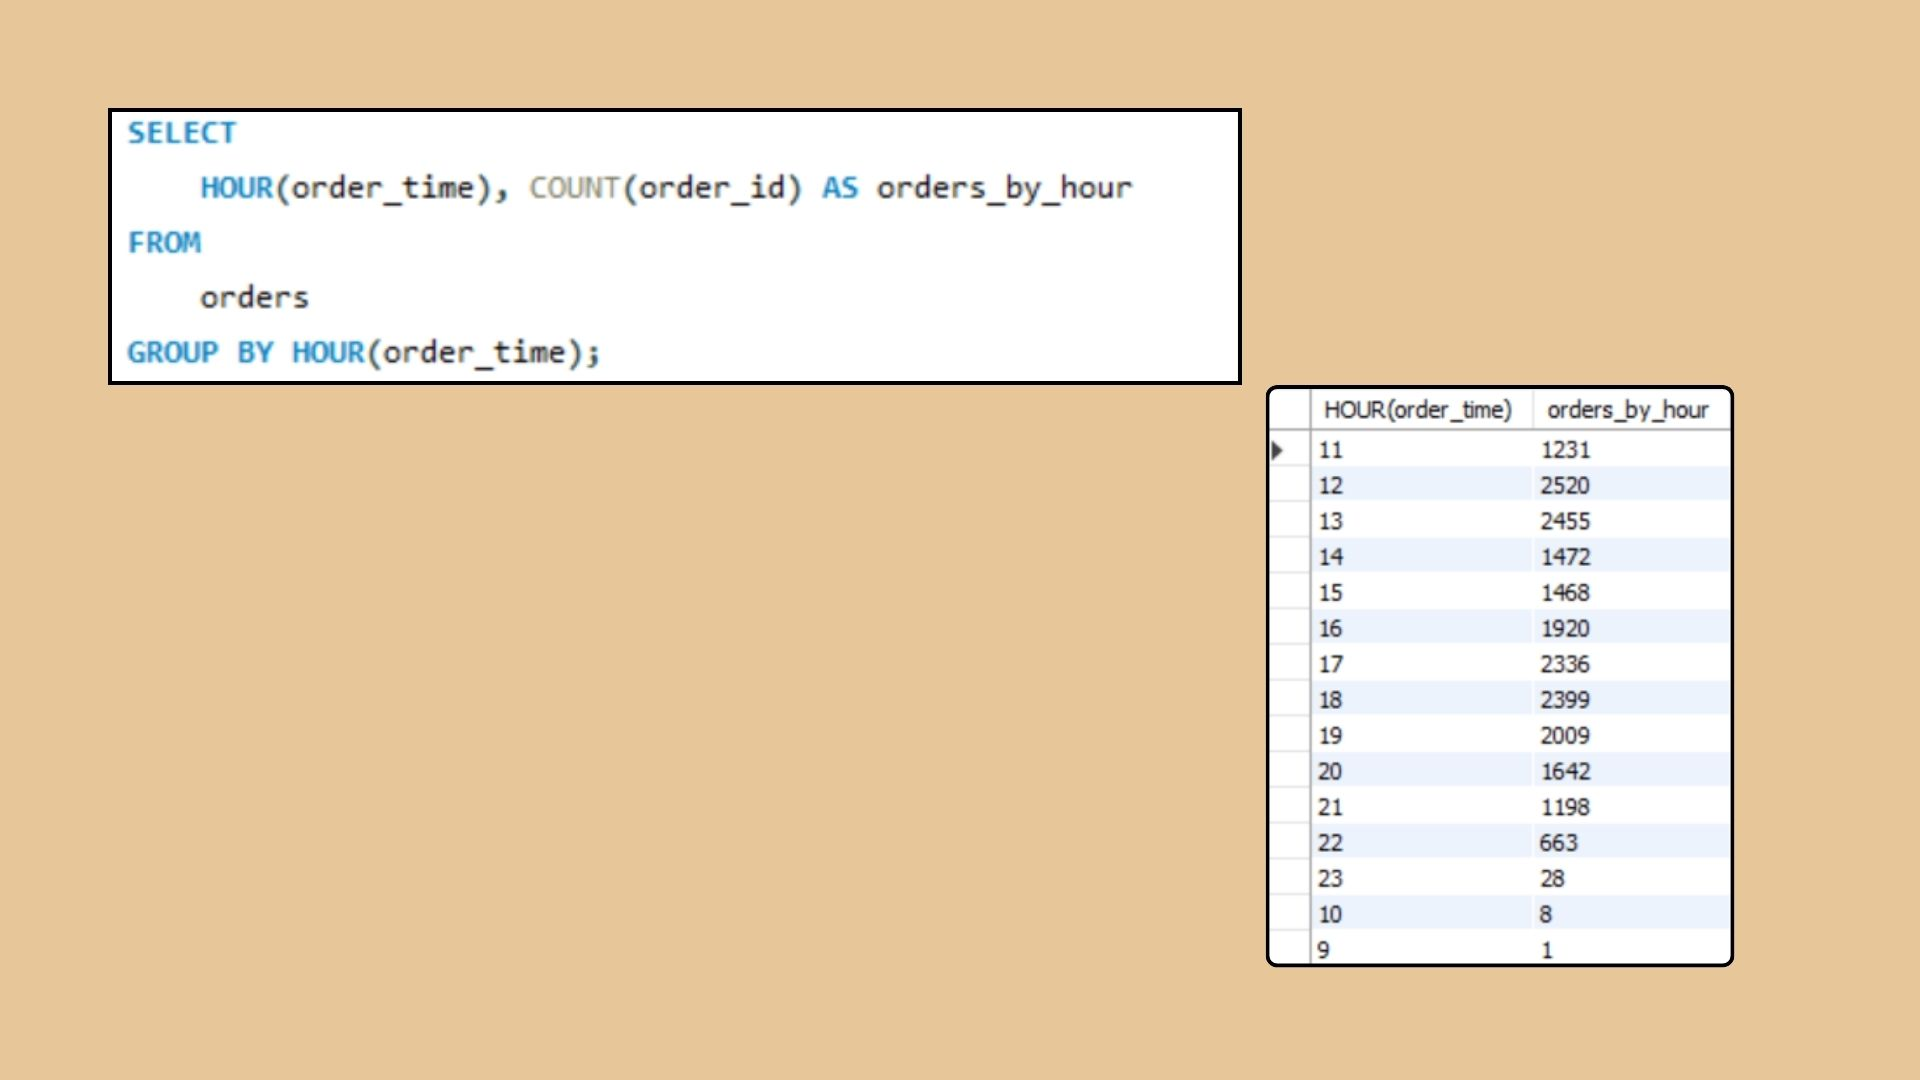 SELECT
HOUR(order_time), COUNT(order_id) AS orders_by_hour
FROM
orders
GROUP BY HOUR(order_time);
HOUR(order_time) orders_by_hour
11 1231
12 2520
13 2455
14 1472
15 1468
16 1920
17 2336
18 2399
19 2009
20 1642
21 1198
22 663
23 28
10 8
9 1